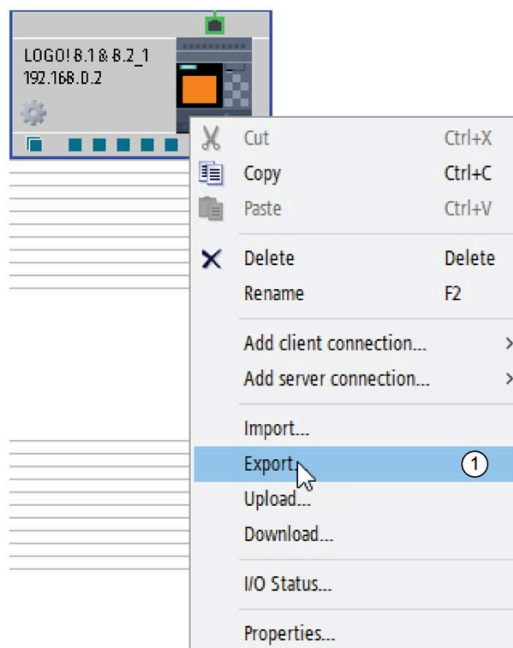 LOGO! 8.1 & 8.2_1
192.168.0.2
Cut Ctrl+X
Copy Ctrl+C
Paste Ctrl+V
Delete Delete
Rename F2
Add client connection... >
Add server connection... >
Import...
Export... 1
Upload...
Download...
I/O Status...
Properties...